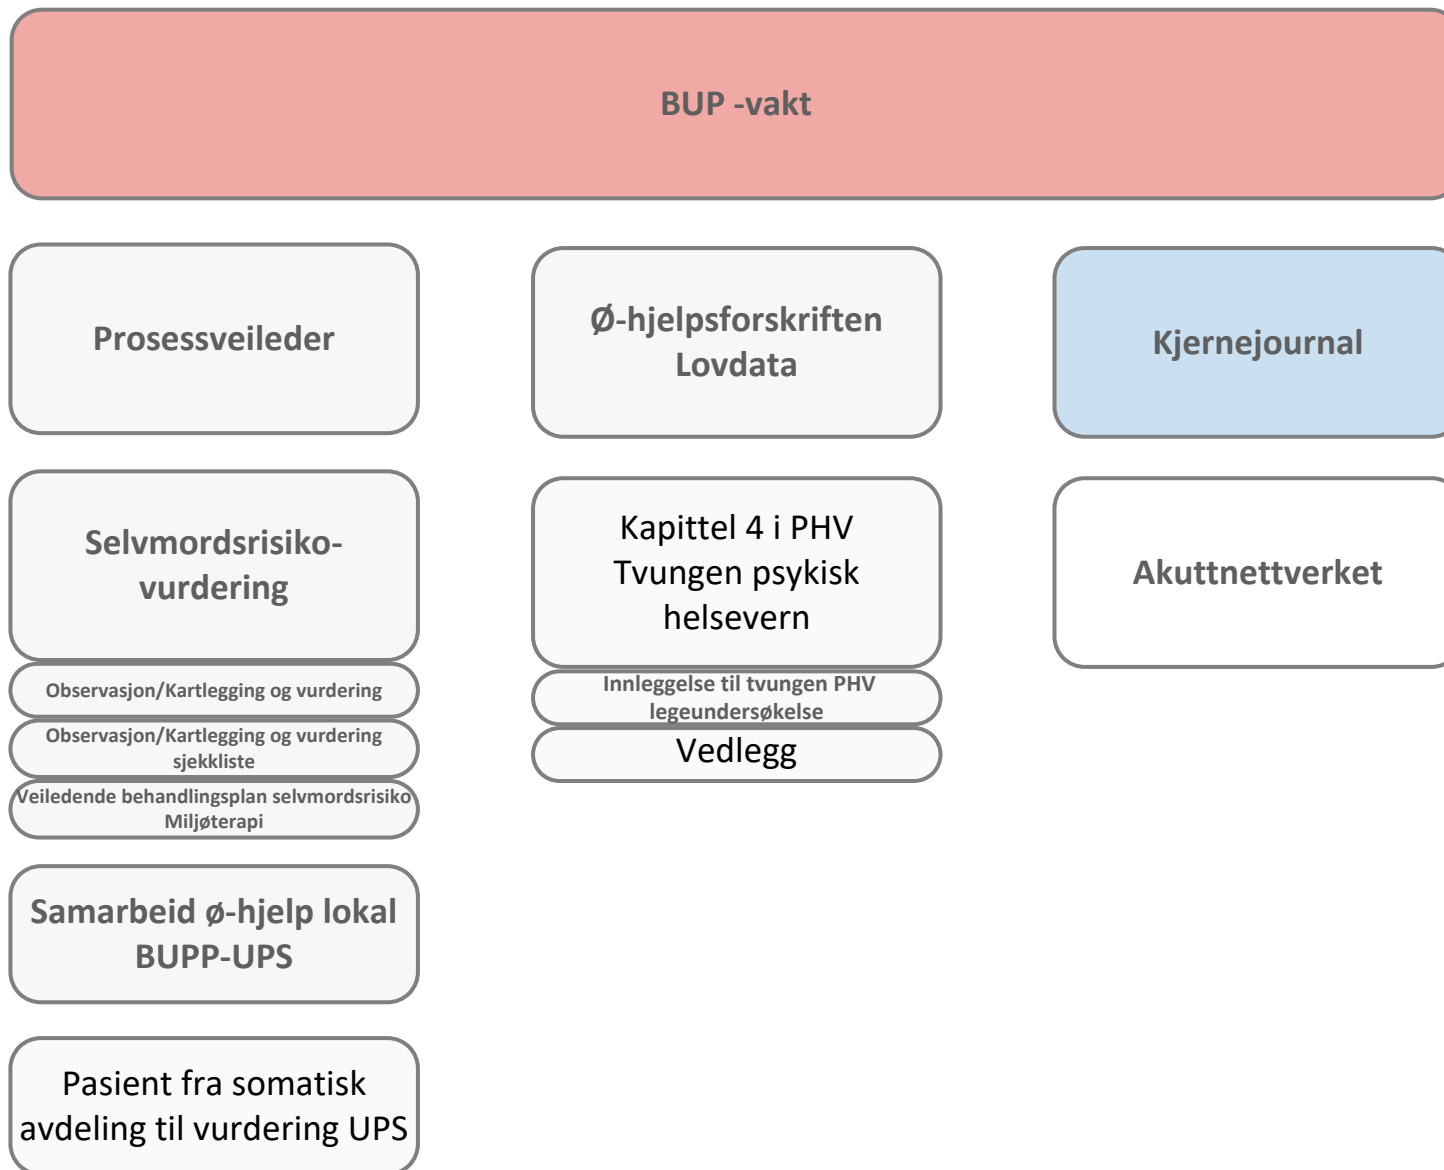 BUP -vakt
Prosessveileder
Ø-hjelpsforskriften
Lovdata
Kjernejournal
Selvmordsrisiko-
vurdering
Kapittel 4 i PHV
Tvungen psykisk
helsevern
Akuttnettverket
Observasjon/Kartlegging og vurdering
Innleggelse til tvungen PHV
legeundersøkelse
Observasjon/Kartlegging og vurdering
sjekkliste
Vedlegg
Veiledende behandlingsplan selvmordsrisiko
Miljøterapi
Samarbeid ø-hjelp lokal
BUPP-UPS
Pasient fra somatisk
avdeling til vurdering UPS